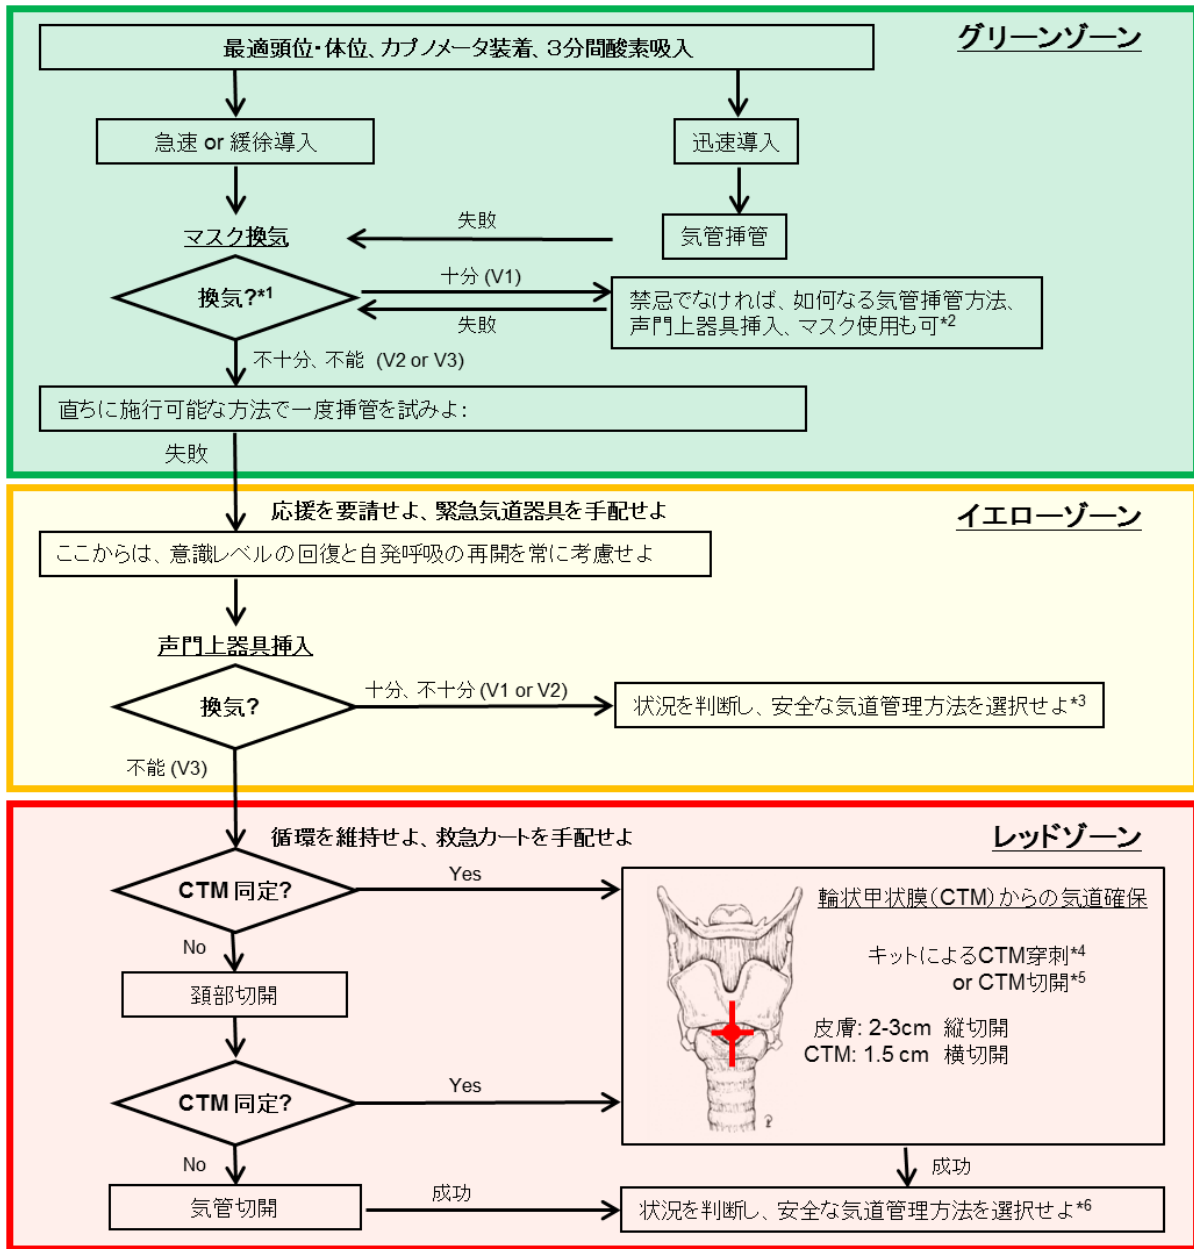 グリーンゾーン
最適頭位・体位、カプノメータ装着、3分間酸素吸入
急速 or 緩徐導入
迅速導入
マスク換気
失敗
気管挿管
換気?*1
十分 (V1)
失敗
禁忌でなければ、如何なる気管挿管方法、
声門上器具挿入、マスク使用も可*2
不十分、不能 (V2 or V3)
直ちに施行可能な方法で一度挿管を試みよ:
失敗
イエローゾーン
応援を要請せよ、緊急気道器具を手配せよ
ここからは、意識レベルの回復と自発呼吸の再開を常に考慮せよ
声門上器具挿入
換気?
十分、不十分 (V1 or V2)
状況を判断し、安全な気道管理方法を選択せよ*3
不能 (V3)
レッドゾーン
循環を維持せよ、救急カートを手配せよ
CTM 同定?
Yes
輪状甲状膜(CTM)からの気道確保
キットによるCTM穿刺*4
or CTM切開*5
皮膚: 2-3cm 縦切開
CTM: 1.5 cm 横切開
No
頚部切開
CTM 同定?
Yes
No
成功
気管切開
成功
状況を判断し、安全な気道管理方法を選択せよ*6